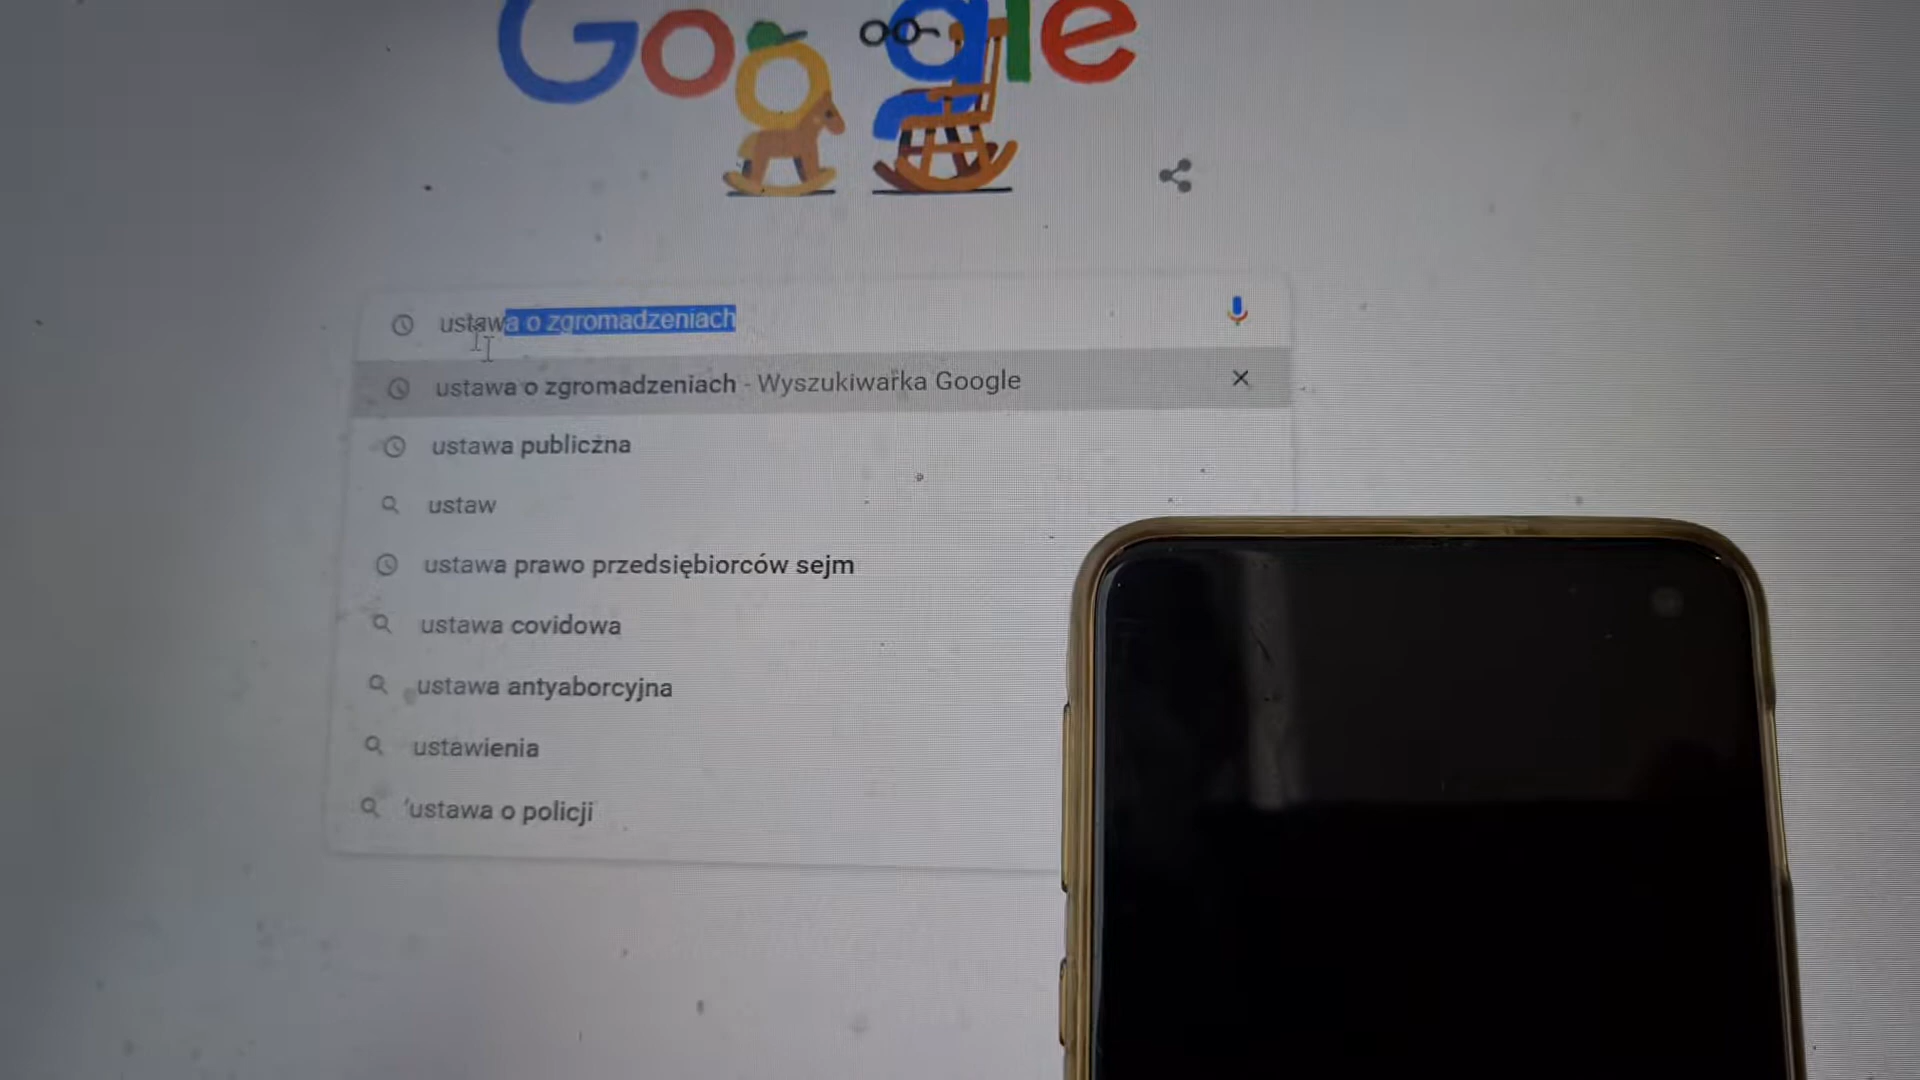 Google
ustawa o zgromadzeniach
ustawa o zgromadzeniach - Wyszukiwarka Google
ustawa publiczna
ustaw
ustawa prawo przedsiębiorców sejm
ustawa covidowa
ustawa antyaborcyjna
ustawienia
ustawa o policji